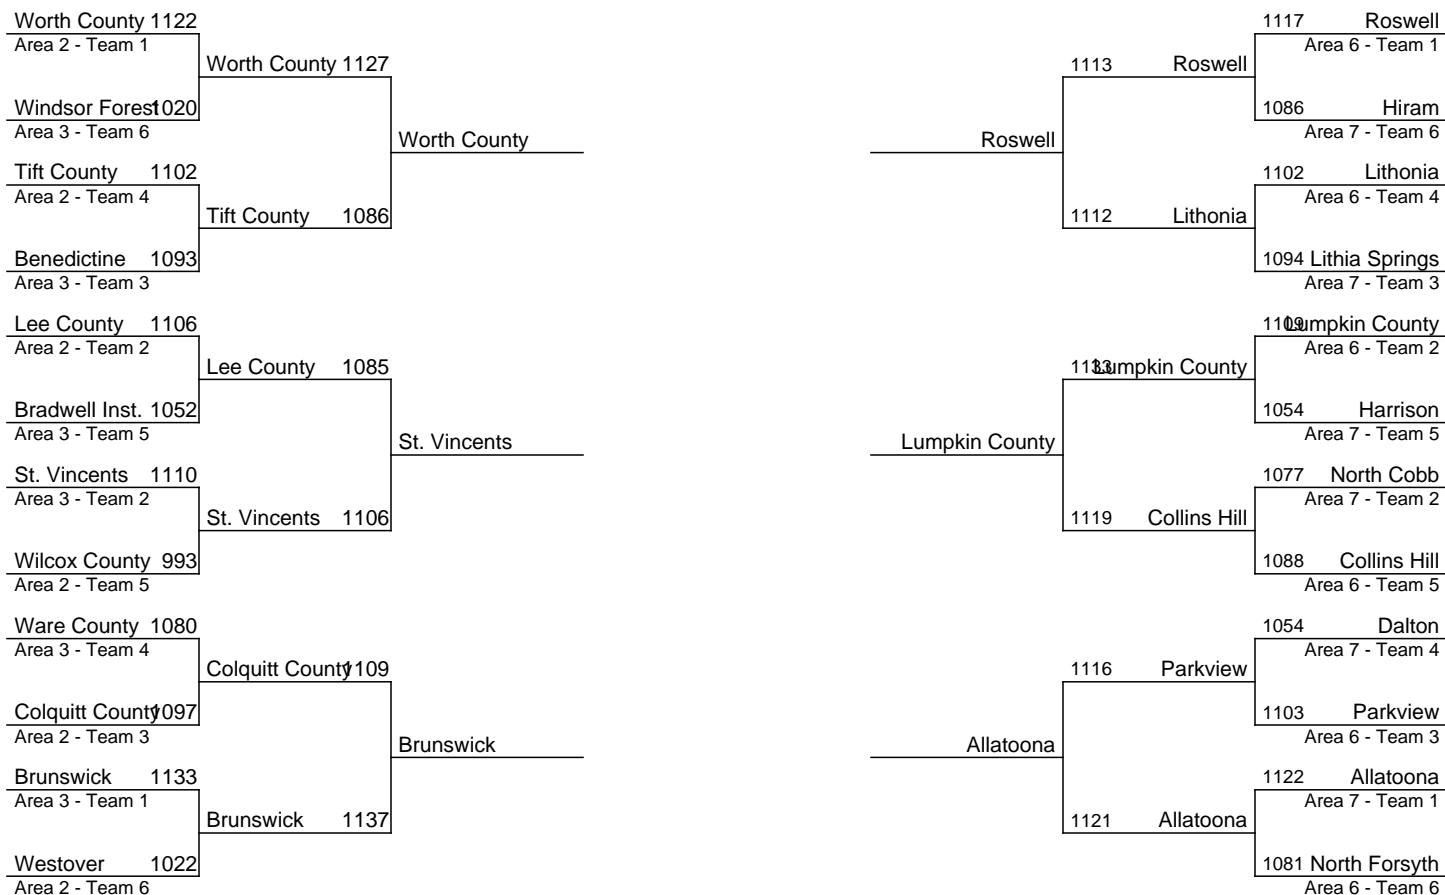 Worth County 1122
Area 2 - Team 1
Worth County 1127
Windsor Forest 1020
Area 3 - Team 6
Worth County
Tift County 1102
Area 2 - Team 4
Tift County 1086
Benedictine 1093
Area 3 - Team 3
Lee County 1106
Area 2 - Team 2
Lee County 1085
Bradwell Inst. 1052
Area 3 - Team 5
St. Vincents
St. Vincents 1110
Area 3 - Team 2
St. Vincents 1106
Wilcox County 993
Area 2 - Team 5
Ware County 1080
Area 3 - Team 4
Colquitt County 1109
Colquitt County 1097
Area 2 - Team 3
Brunswick
Brunswick 1133
Area 3 - Team 1
Brunswick 1137
Westover 1022
Area 2 - Team 6
1117 Roswell
Area 6 - Team 1
1113 Roswell
1086 Hiram
Area 7 - Team 6
Roswell
1102 Lithonia
Area 6 - Team 4
1112 Lithonia
1094 Lithia Springs
Area 7 - Team 3
1109 Lumpkin County
Area 6 - Team 2
1133 Lumpkin County
1054 Harrison
Area 7 - Team 5
Lumpkin County
1077 North Cobb
Area 7 - Team 2
1119 Collins Hill
1088 Collins Hill
Area 6 - Team 5
1054 Dalton
Area 7 - Team 4
1116 Parkview
1103 Parkview
Area 6 - Team 3
Allatoona
1122 Allatoona
Area 7 - Team 1
1121 Allatoona
1081 North Forsyth
Area 6 - Team 6